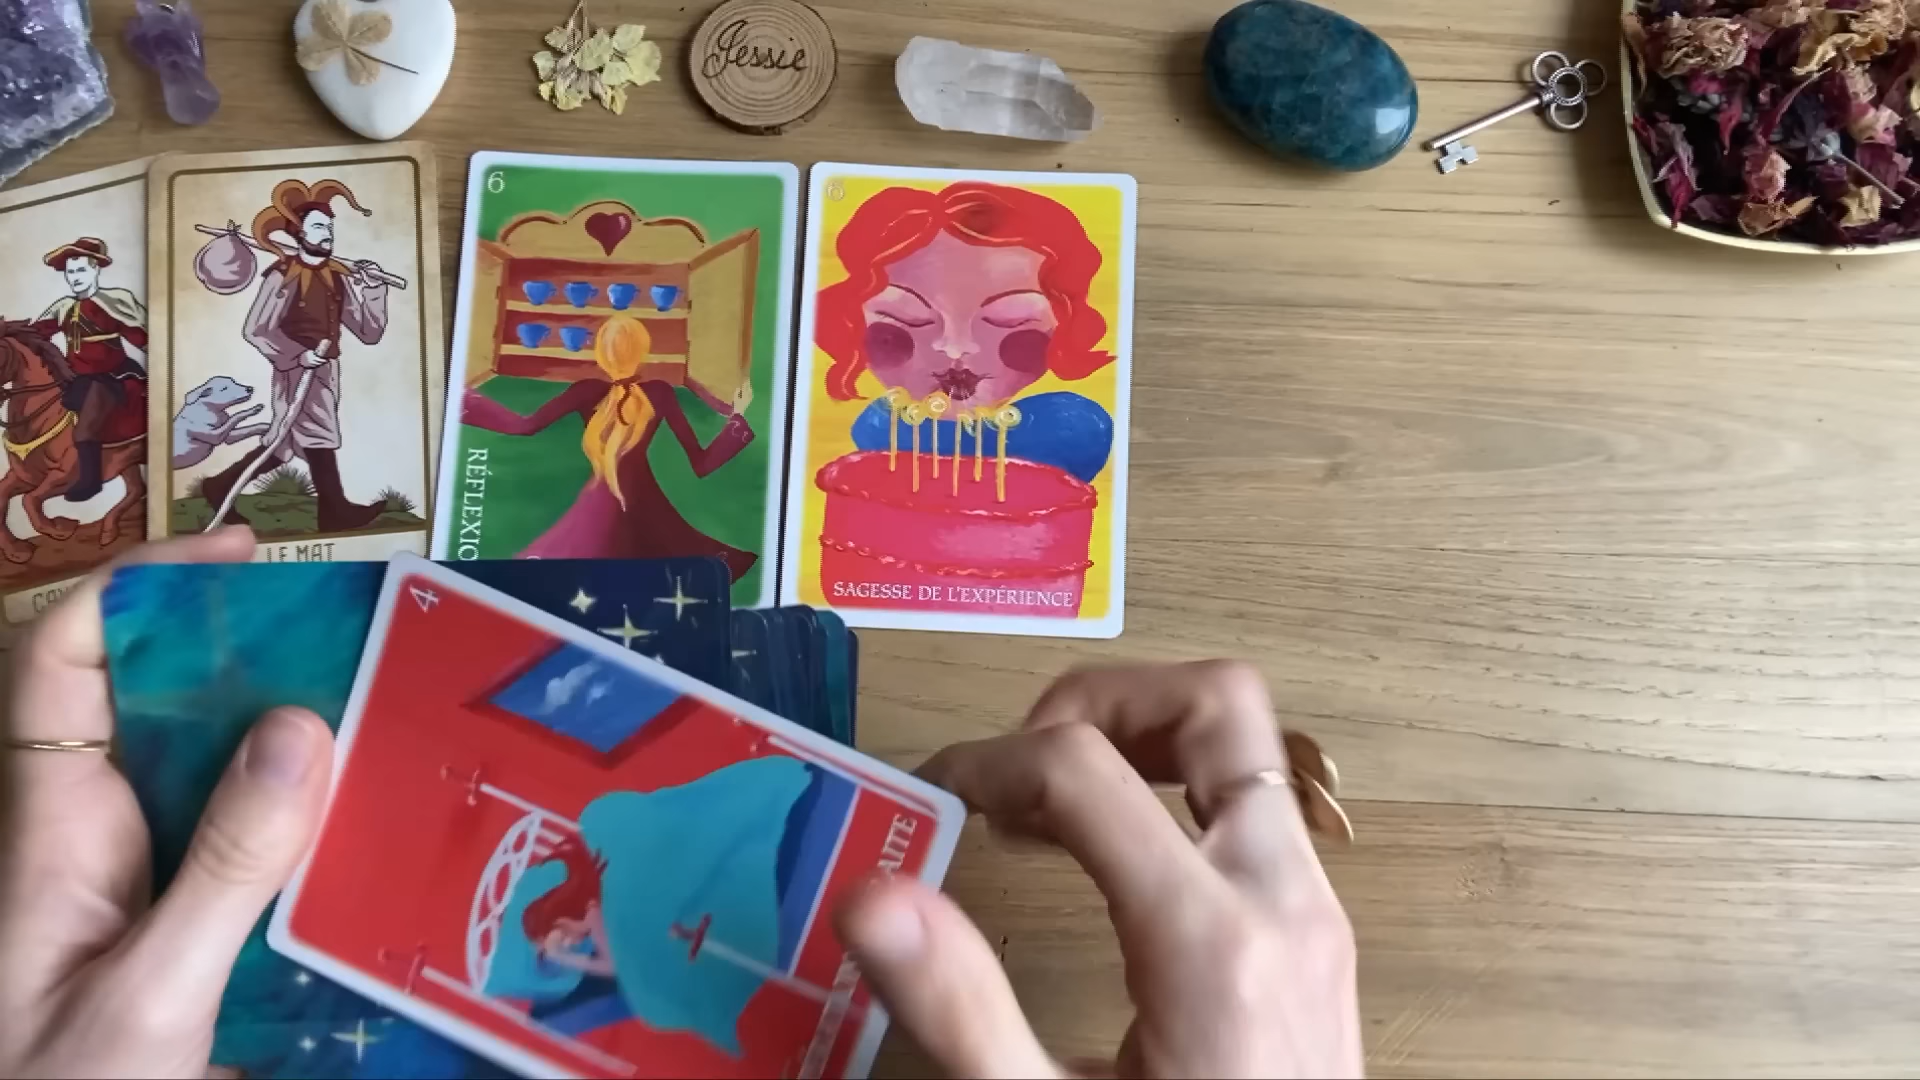 Jessie
6
6
LE MAT
RÉFLEXIO
SAGESSE DE L'EXPÉRIENCE
4